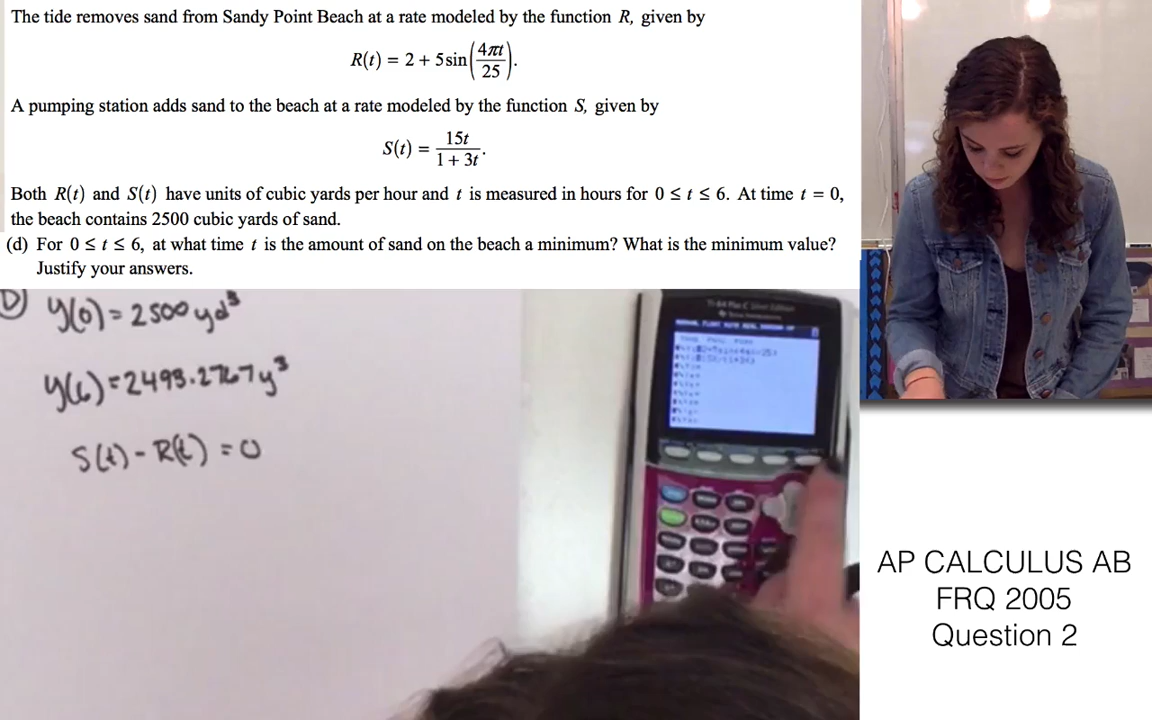 The tide removes sand from Sandy Point Beach at a rate modeled by the function R, given by
R(t) = 2 + 5 sin(4πt/25).
A pumping station adds sand to the beach at a rate modeled by the function S, given by
S(t) = 15t/(1 + 3t).
Both R(t) and S(t) have units of cubic yards per hour and t is measured in hours for 0 ≤ t ≤ 6. At time t = 0,
the beach contains 2500 cubic yards of sand.
(d) For 0 ≤ t ≤ 6, at what time t is the amount of sand on the beach a minimum? What is the minimum value?
Justify your answers.
D) y(0) = 2500 yd³
y(6) = 2493.2767 y³
S(t) - R(t) = 0
AP CALCULUS AB
FRQ 2005
Question 2